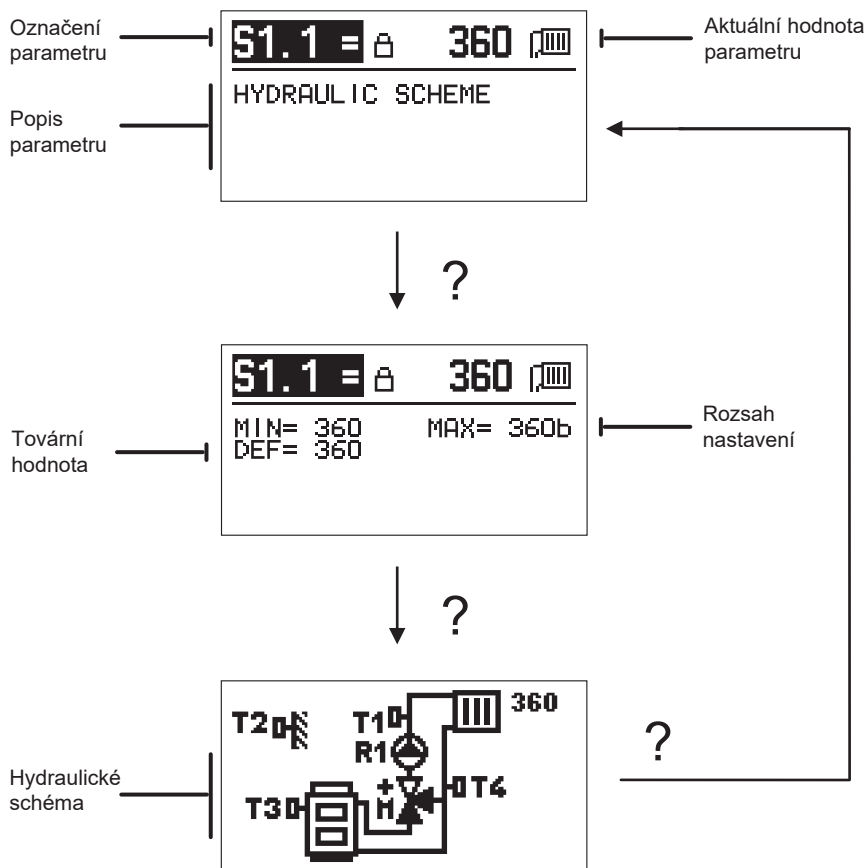 Označení
parametru
S1.1 = 360
Aktuální hodnota
parametru
HYDRAULIC SCHEME
Popis
parametru
?
S1.1 = 360
MIN= 360 MAX= 360b
DEF= 360
Tovární
hodnota
Rozsah
nastavení
?
T2 T1 360
R1
+
M T4
T3
Hydraulické
schéma
?